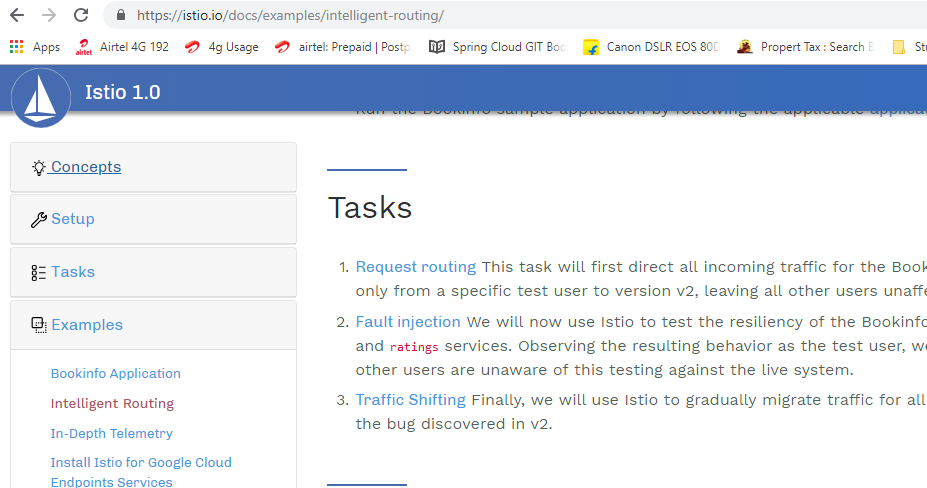 https://istio.io/docs/examples/intelligent-routing/
Apps Airtel 4G 192 4g Usage airtel: Prepaid | Postp Spring Cloud GIT Boo Canon DSLR EOS 80D Propert Tax : Search
Istio 1.0
Run the Bookinfo sample application by following the applicable
Concepts
Setup
Tasks
Examples
Bookinfo Application
Intelligent Routing
In-Depth Telemetry
Install Istio for Google Cloud
Endpoints Services
Tasks
1. Request routing This task will first direct all incoming traffic for the Book
only from a specific test user to version v2, leaving all other users unaffe
2. Fault injection We will now use Istio to test the resiliency of the Bookinfo
and ratings services. Observing the resulting behavior as the test user, we
other users are unaware of this testing against the live system.
3. Traffic Shifting Finally, we will use Istio to gradually migrate traffic for all
the bug discovered in v2.